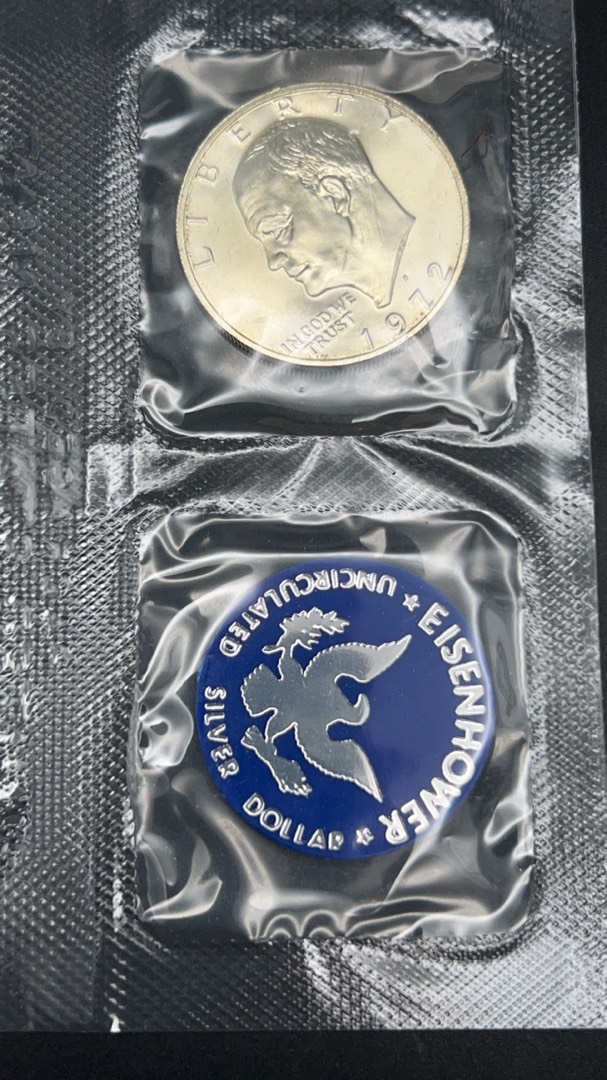 LIBERTY
IN GOD WE
TRUST
1972
EISENHOWER
UNCIRCULATED SILVER DOLLAR